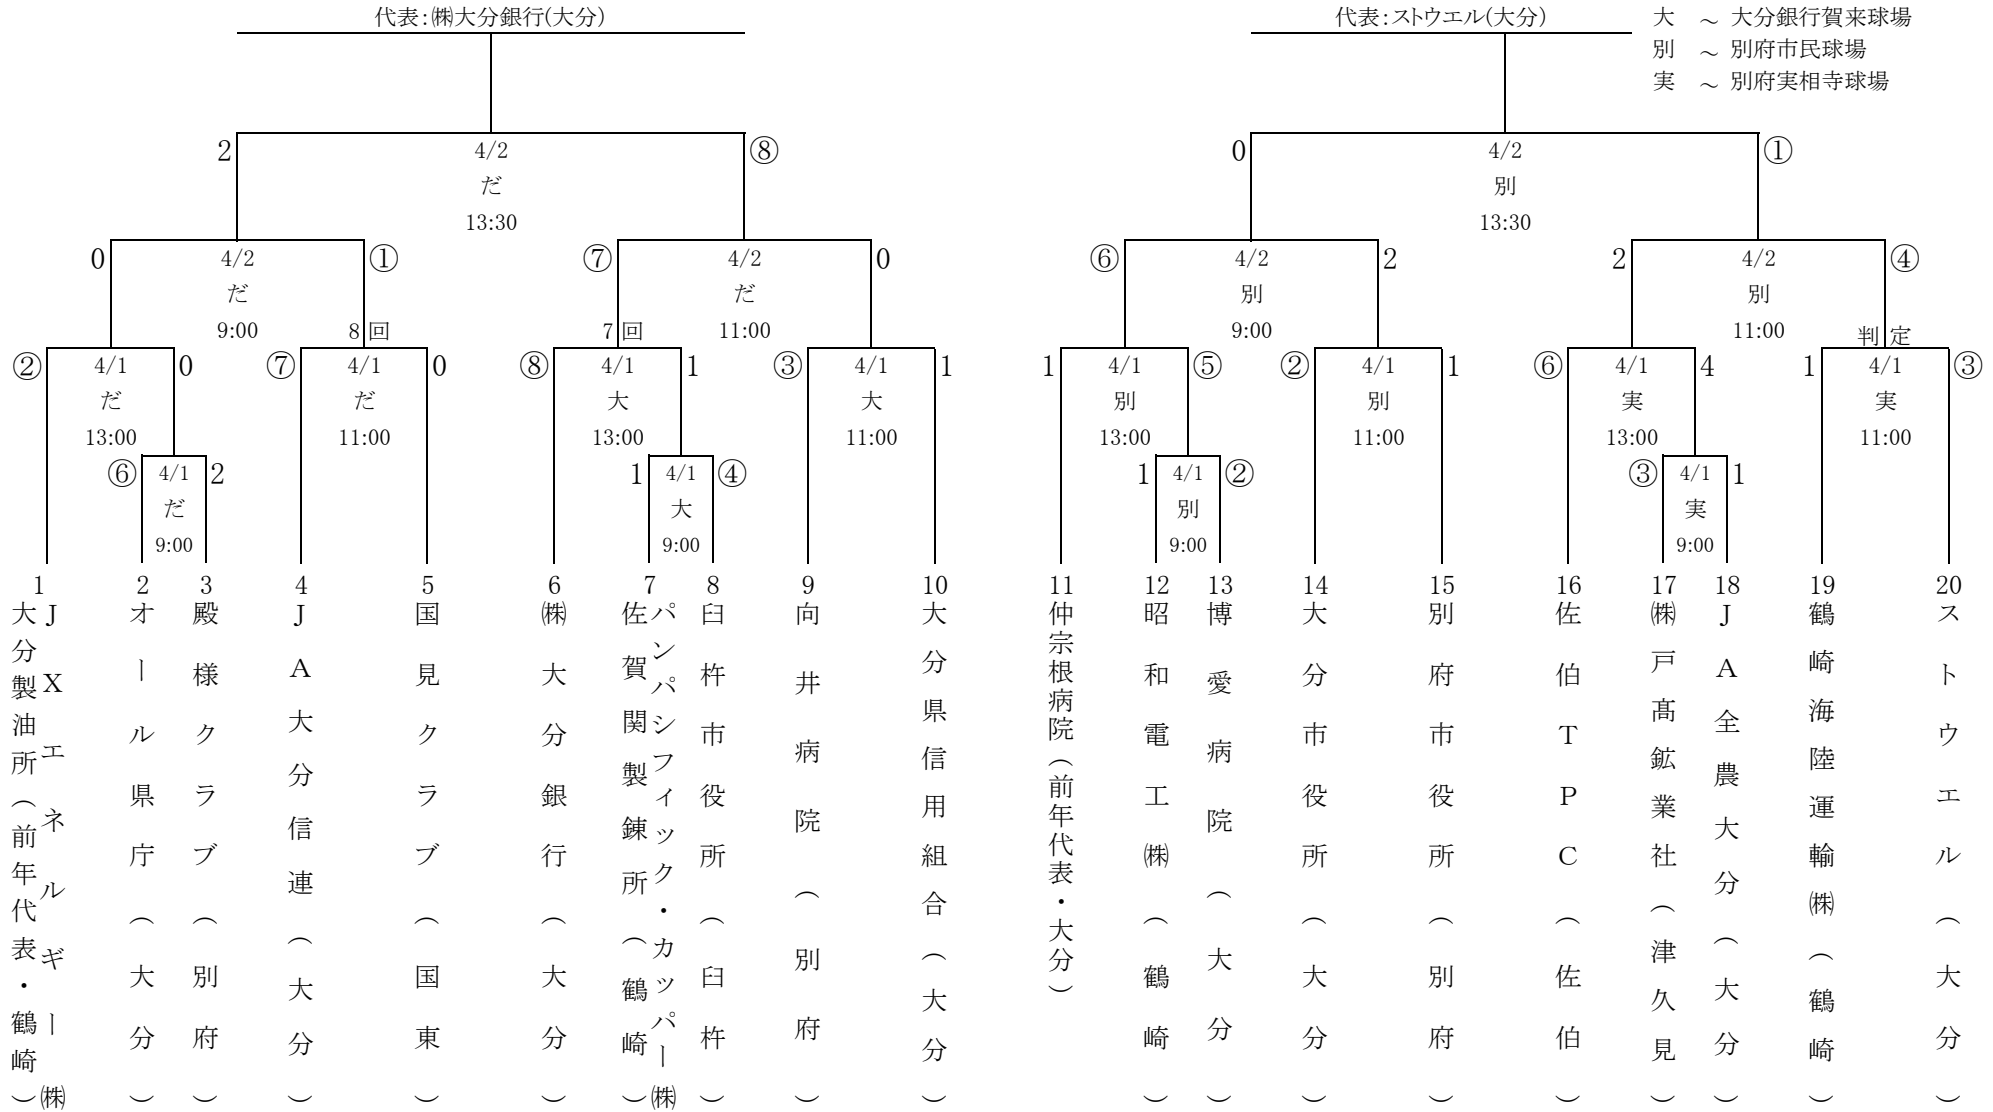 代表:㈱大分銀行(大分)
代表:ストウエル(大分)
大 ～ 大分銀行賀来球場
別 ～ 別府市民球場
実 ～ 別府実相寺球場
2 4/2 ⑧
だ
13:30
0 4/2 ①
別
13:30
0 4/2 ①
だ
9:00
⑦ 4/2 0
だ
11:00
⑥ 4/2 2
別
9:00
2 4/2 ④
別
11:00
② 4/1 0
だ
13:00
8回
⑦ 4/1 0
だ
11:00
7回
⑧ 4/1 1
大
13:00
③ 4/1 1
大
11:00
1 4/1 ⑤
別
13:00
② 4/1 1
別
11:00
⑥ 4/1 4
実
13:00
判定
1 4/1 ③
実
11:00
⑥ 4/1 2
だ
9:00
1 4/1 ④
大
9:00
1 4/1 ②
別
9:00
③ 4/1 1
実
9:00
1
JXエネルギー㈱
大分製油所(前年代表・鶴崎)
2
オール県庁(大分)
3
殿様クラブ(別府)
4
JA大分信連(大分)
5
国見クラブ(国東)
6
㈱大分銀行(大分)
7
パンパシフィック・カッパー㈱
佐賀関製錬所(鶴崎)
8
臼杵市役所(臼杵)
9
向井病院(別府)
10
大分県信用組合(大分)
11
仲宗根病院(前年代表・大分)
12
昭和電工㈱(鶴崎)
13
博愛病院(大分)
14
大分市役所(大分)
15
別府市役所(別府)
16
佐伯TPC(佐伯)
17
㈱戸髙鉱業社(津久見)
18
JA全農大分(大分)
19
鶴崎海陸運輸㈱(鶴崎)
20
ストウエル(大分)